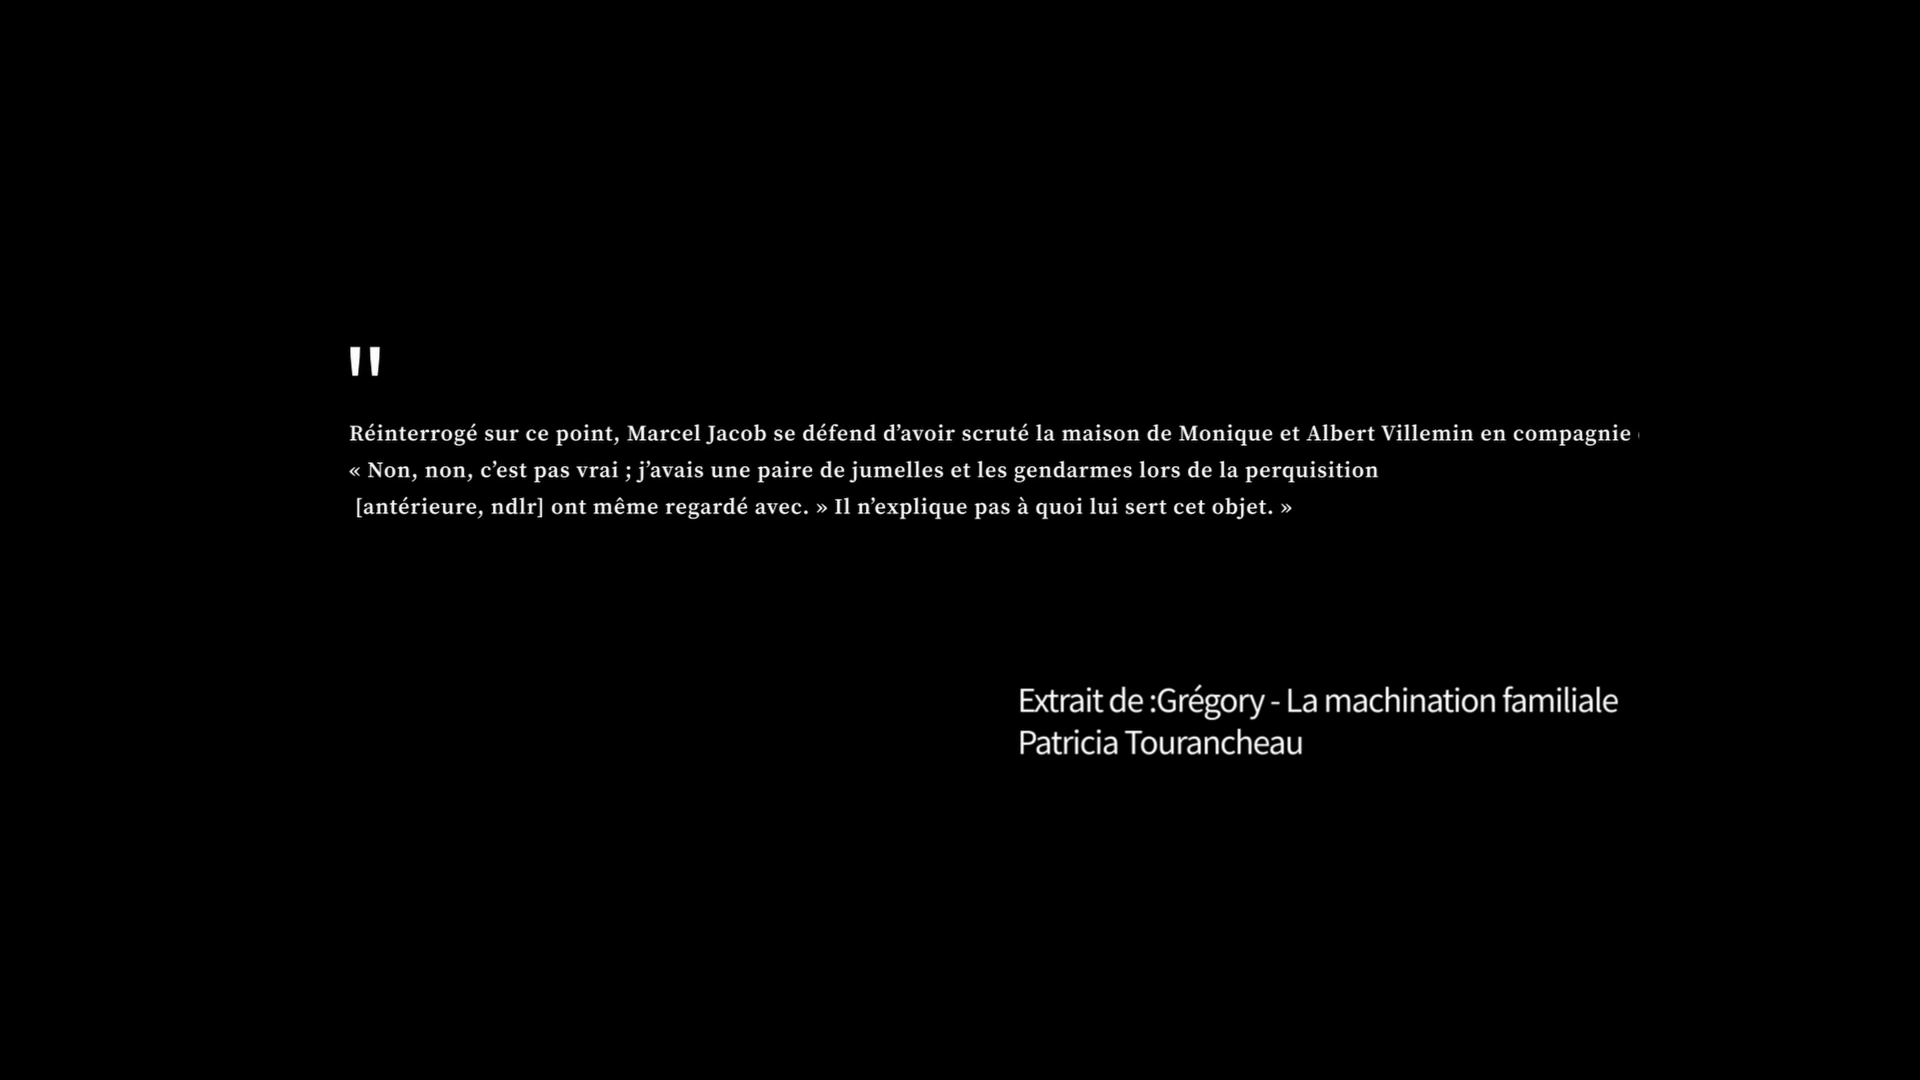 "
Réinterrogé sur ce point, Marcel Jacob se défend d’avoir scruté la maison de Monique et Albert Villemin en compagnie
« Non, non, c’est pas vrai ; j’avais une paire de jumelles et les gendarmes lors de la perquisition
[antérieure, ndlr] ont même regardé avec. » Il n’explique pas à quoi lui sert cet objet. »
Extrait de :Grégory - La machination familiale
Patricia Tourancheau